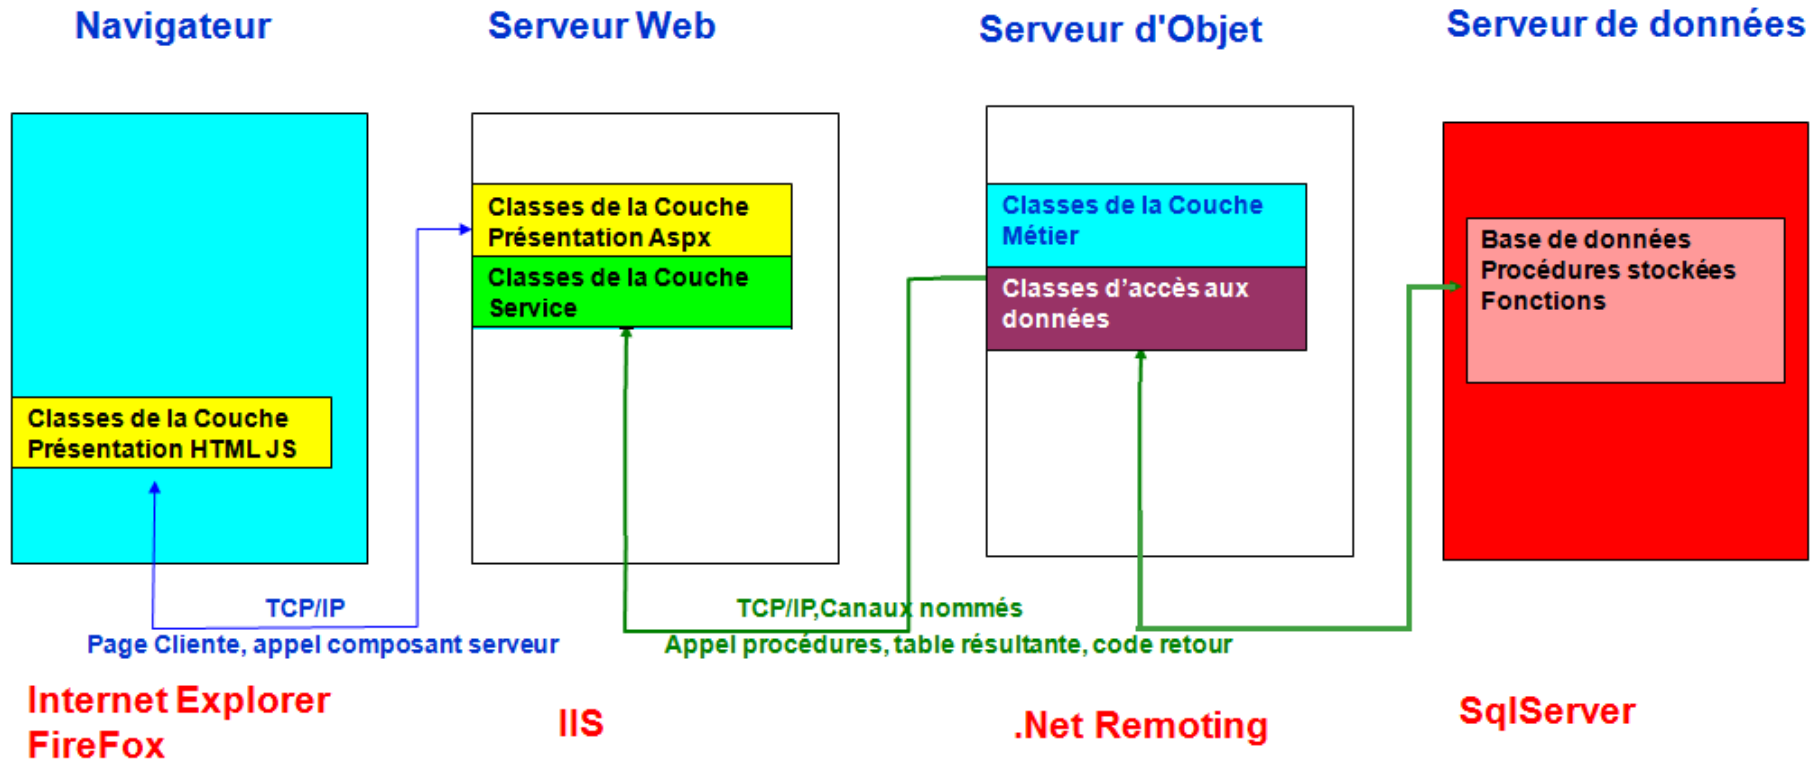 Navigateur
Serveur Web
Serveur d'Objet
Serveur de données
Classes de la Couche
Présentation HTML JS
Classes de la Couche
Présentation Aspx
Classes de la Couche
Service
Classes de la Couche
Métier
Classes d’accès aux
données
Base de données
Procédures stockées
Fonctions
TCP/IP
Page Cliente, appel composant serveur
TCP/IP,Canaux nommés
Appel procédures, table résultante, code retour
Internet Explorer
FireFox
IIS
.Net Remoting
SqlServer